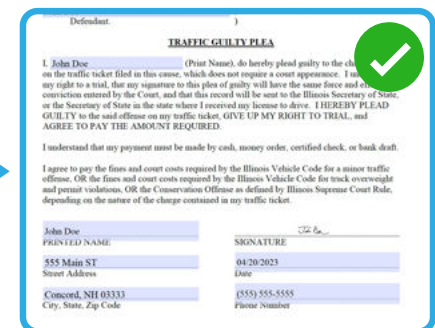 Defendant. )
TRAFFIC GUILTY PLEA
I, John Doe (Print Name), do hereby plead guilty to the
on the traffic ticket filed in this cause, which does not require a court appearance. I
my right to a trial, that my signature to this plea of guilty will have the same force and
conviction entered by the Court, and that this record will be sent to the Illinois Secretary of State,
or the Secretary of State in the state where I received my license to drive. I HEREBY PLEAD
GUILTY to the said offense on my traffic ticket, GIVE UP MY RIGHT TO TRIAL, and
AGREE TO PAY THE AMOUNT REQUIRED.
I understand that my payment must be made by cash, money order, certified check, or bank draft.
I agree to pay the fines and court costs required by the Illinois Vehicle Code for a minor traffic
offense, OR the fines and court costs required by the Illinois Vehicle Code for truck overweight
and permit violations, OR the Conservation Offense as defined by Illinois Supreme Court Rule,
depending on the nature of the charge contained in my traffic ticket.
John Doe
PRINTED NAME SIGNATURE
555 Main ST 04/20/2023
Street Address Date
Concord, NH 03333 (555) 555-5555
City, State, Zip Code Phone Number